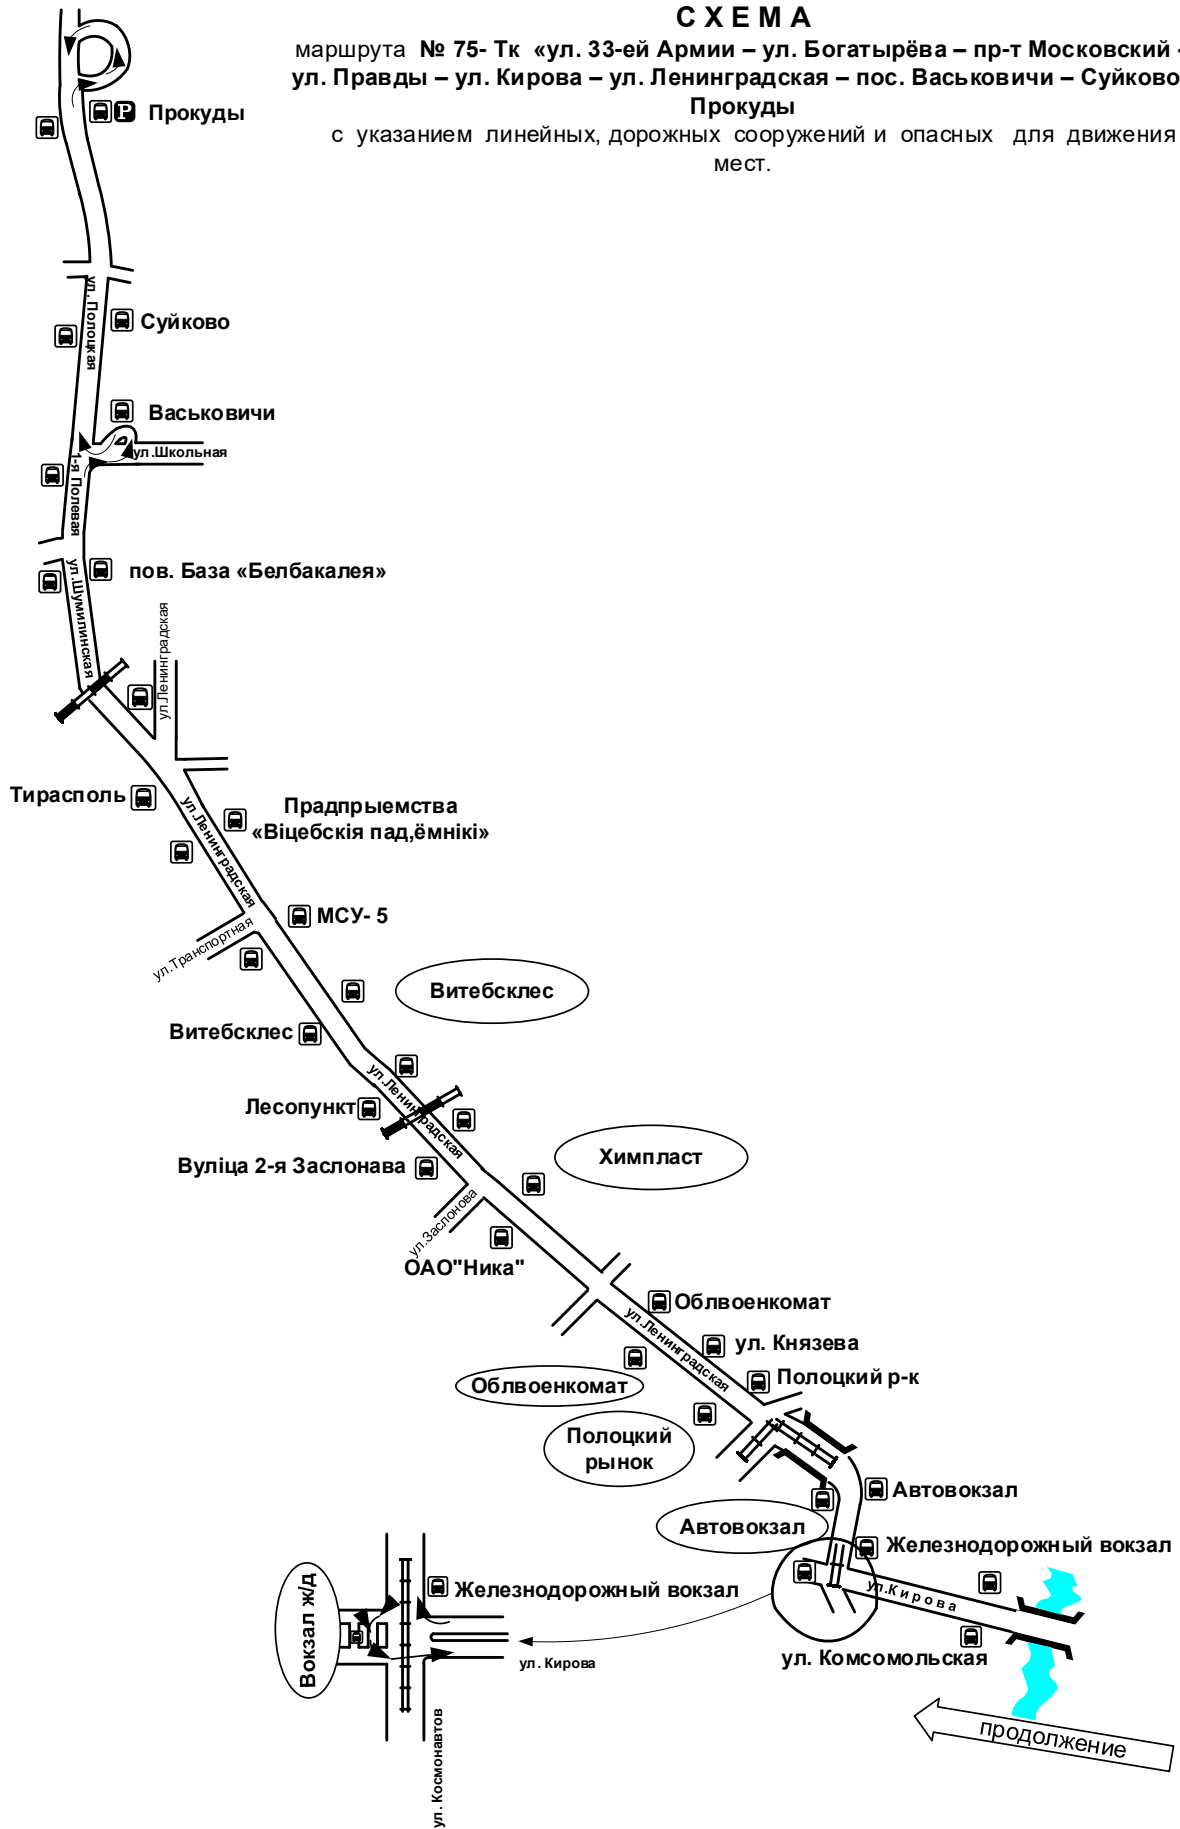 СХЕМА
маршрута № 75- Тк «ул. 33-ей Армии – ул. Богатырёва – пр-т Московский -
ул. Правды – ул. Кирова – ул. Ленинградская – пос. Васьковичи – Суйково
Прокуды
с указанием линейных, дорожных сооружений и опасных для движения
мест.
P Прокуды
ул. Полоцкая
Суйково
Васьковичи
ул.Школьная
1-я Полевая
пов. База «Белбакалея»
ул.Шумилинская
ул.Ленинградская
Тирасполь
Прадпрыемства
«Віцебскія пад,ёмнікі»
ул.Ленинградская
МСУ- 5
ул.Транспортная
Витебсклес
Витебсклес
ул.Ленинградская
Лесопункт
Химпласт
Вуліца 2-я Заслонава
ул.Заслонова
ОАО"Ника"
Облвоенкомат
ул.Ленинградская
ул. Князева
Полоцкий р-к
Облвоенкомат
Полоцкий
рынок
Автовокзал
Автовокзал
Железнодорожный вокзал
Вокзал ж/д
Железнодорожный вокзал
ул.Кирова
ул. Кирова
ул. Комсомольская
продолжение
ул. Космонавтов